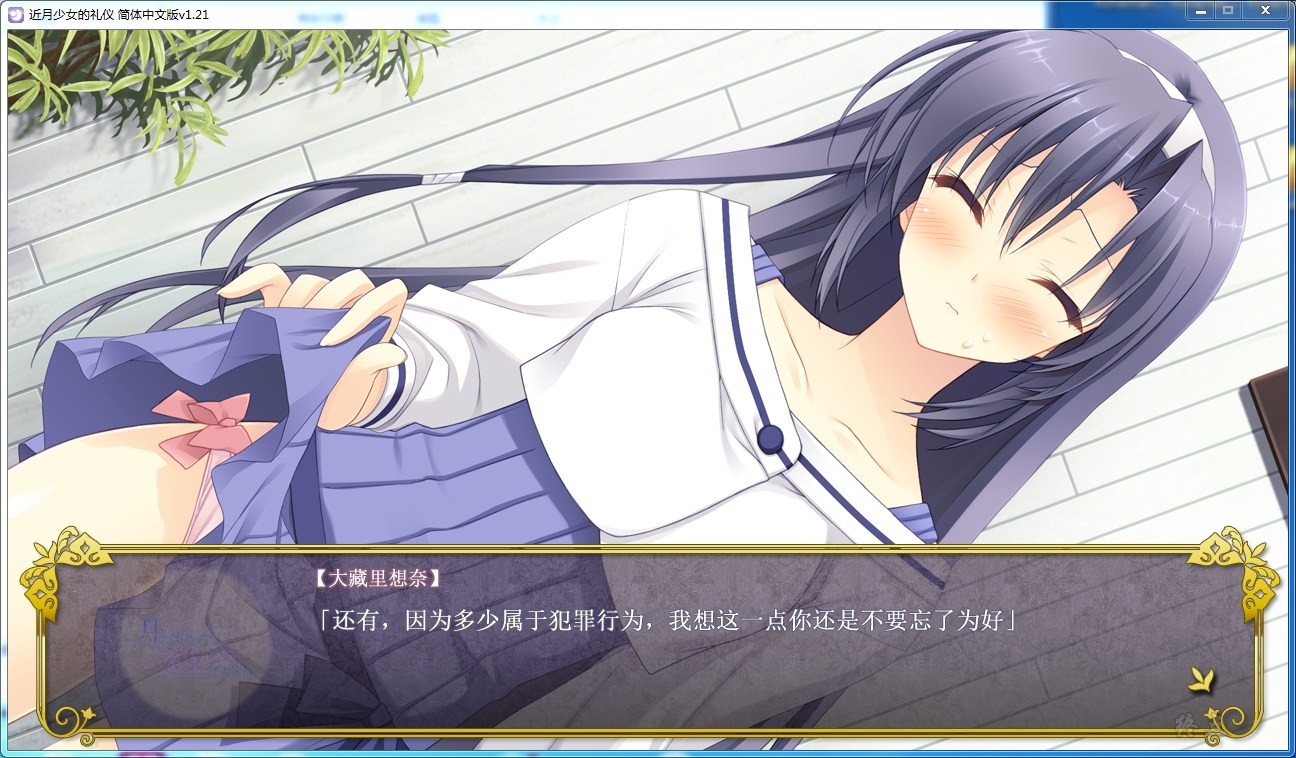 近月少女的礼仪 简体中文版v1.21
【大藏里想奈】
「还有，因为多少属于犯罪行为，我想这一点你还是不要忘了为好」